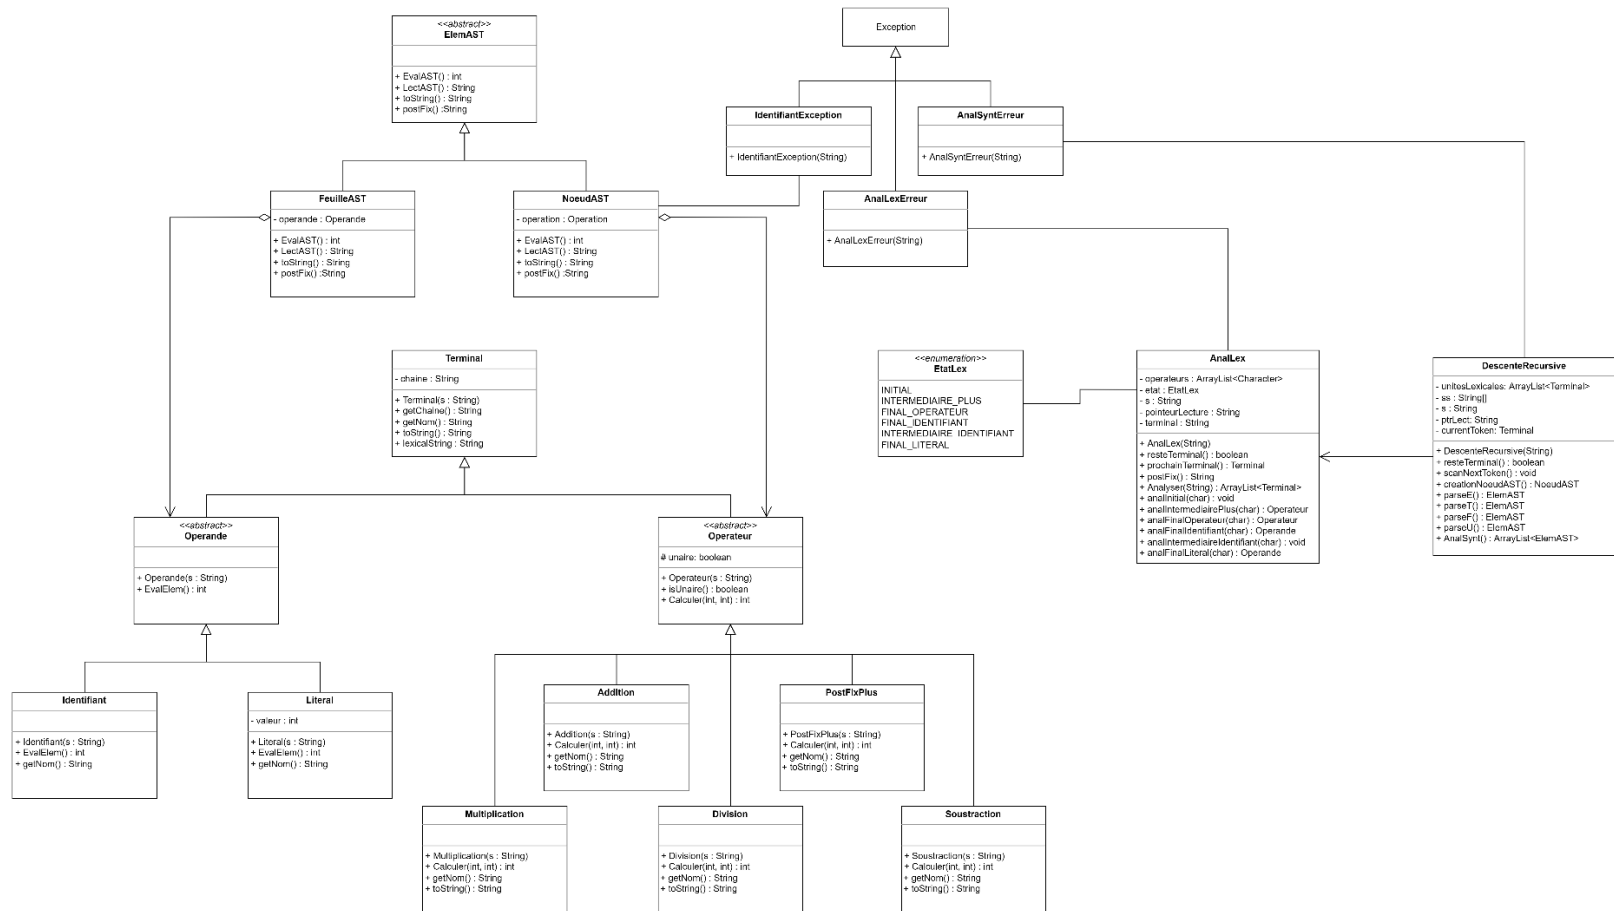 <<abstract>>
ElemAST
+ EvalAST() : int
+ LectAST() : String
+ toString() : String
+ postFix() :String
Exception
IdentifiantException
+ IdentifiantException(String)
AnalSyntErreur
+ AnalSyntErreur(String)
FeuilleAST
- operande : Operande
+ EvalAST() : int
+ LectAST() : String
+ toString() : String
+ postFix() :String
NoeudAST
- operation : Operation
+ EvalAST() : int
+ LectAST() : String
+ toString() : String
+ postFix() :String
AnalLexErreur
+ AnalLexErreur(String)
Terminal
- chaine : String
+ Terminal(s : String)
+ getChaine() : String
+ getNom() : String
+ toString() : String
+ lexicalString : String
<<enumeration>>
EtatLex
INITIAL
INTERMEDIAIRE_PLUS
FINAL_OPERATEUR
FINAL_IDENTIFIANT
INTERMEDIAIRE_IDENTIFIANT
FINAL_LITERAL
AnalLex
- operateurs : ArrayList<Character>
- etat : EtatLex
- s : String
- pointeurLecture : String
- terminal : String
+ AnalLex(String)
+ resteTerminal() : boolean
+ prochainTerminal() : Terminal
+ postFix() : String
+ Analyser(String) : ArrayList<Terminal>
+ analInitial(char) : void
+ analIntermediairePlus(char) : Operateur
+ analFinalOperateur(char) : Operateur
+ analFinalIdentifiant(char) : Operande
+ analIntermediaireIdentifiant(char) : void
+ analFinalLiteral(char) : Operande
DescenteRecursive
- unitesLexicales: ArrayList<Terminal>
- ss : String[]
- s : String
- ptrLect: String
- currentToken: Terminal
+ DescenteRecursive(String)
+ resteTerminal() : boolean
+ scanNextToken() : void
+ creationNoeudAST() : NoeudAST
+ parseE() : ElemAST
+ parseT() : ElemAST
+ parseF() : ElemAST
+ parseU() : ElemAST
+ AnalSynt() : ArrayList<ElemAST>
<<abstract>>
Operande
+ Operande(s : String)
+ EvalElem() : int
<<abstract>>
Operateur
# unaire: boolean
+ Operateur(s : String)
+ isUnaire() : boolean
+ Calculer(int, int) : int
Identifiant
+ Identifiant(s : String)
+ EvalElem() : int
+ getNom() : String
Literal
- valeur : int
+ Literal(s : String)
+ EvalElem() : int
+ getNom() : String
Addition
+ Addition(s : String)
+ Calculer(int, int) : int
+ getNom() : String
+ toString() : String
PostFixPlus
+ PostFixPlus(s : String)
+ Calculer(int, int) : int
+ getNom() : String
+ toString() : String
Multiplication
+ Multiplication(s : String)
+ Calculer(int, int) : int
+ getNom() : String
+ toString() : String
Division
+ Division(s : String)
+ Calculer(int, int) : int
+ getNom() : String
+ toString() : String
Soustraction
+ Soustraction(s : String)
+ Calculer(int, int) : int
+ getNom() : String
+ toString() : String